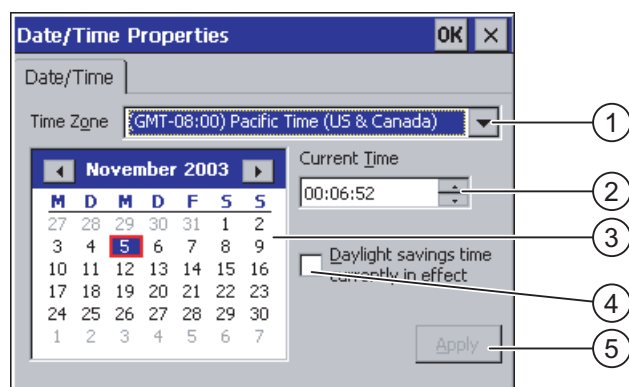 Date/Time Properties OK ×
Date/Time
Time Zone (GMT-08:00) Pacific Time (US & Canada) 1
November 2003 Current Time
00:06:52 2
M D M D F S S
27 28 29 30 31 1 2
3 4 5 6 7 8 9 3
10 11 12 13 14 15 16 Daylight savings time
currently in effect
17 18 19 20 21 22 23 4
24 25 26 27 28 29 30
1 2 3 4 5 6 7 Apply 5